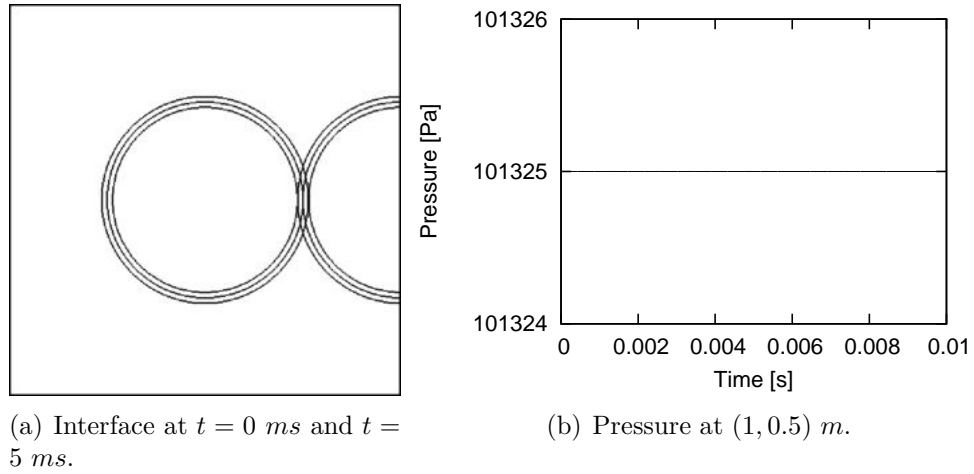 101326
101325
101324
Pressure [Pa]
0 0.002 0.004 0.006 0.008 0.01
Time [s]
(a) Interface at t = 0 ms and t =
5 ms.
(b) Pressure at (1, 0.5) m.